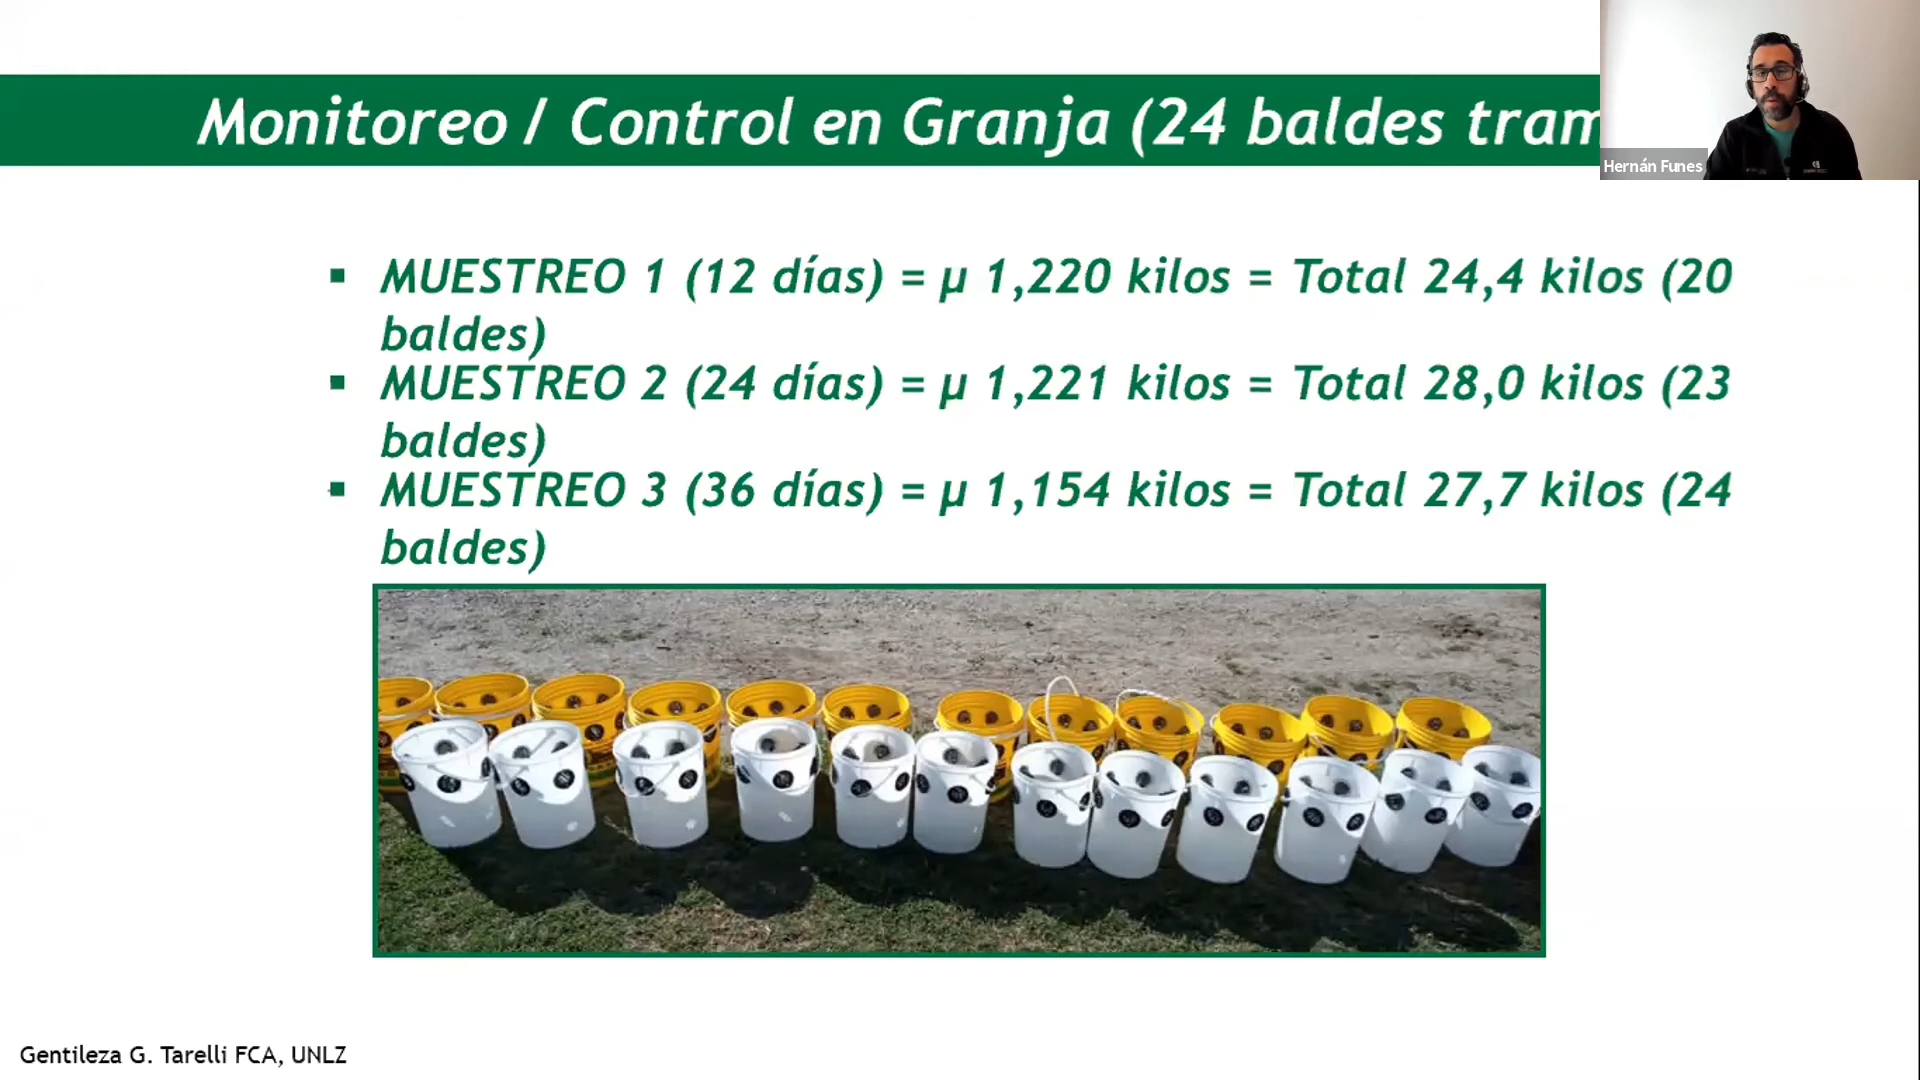 Monitoreo / Control en Granja (24 baldes tram
Hernán Funes
▪ MUESTREO 1 (12 días) = µ 1,220 kilos = Total 24,4 kilos (20
baldes)
▪ MUESTREO 2 (24 días) = µ 1,221 kilos = Total 28,0 kilos (23
baldes)
▪ MUESTREO 3 (36 días) = µ 1,154 kilos = Total 27,7 kilos (24
baldes)
Gentileza G. Tarelli FCA, UNLZ